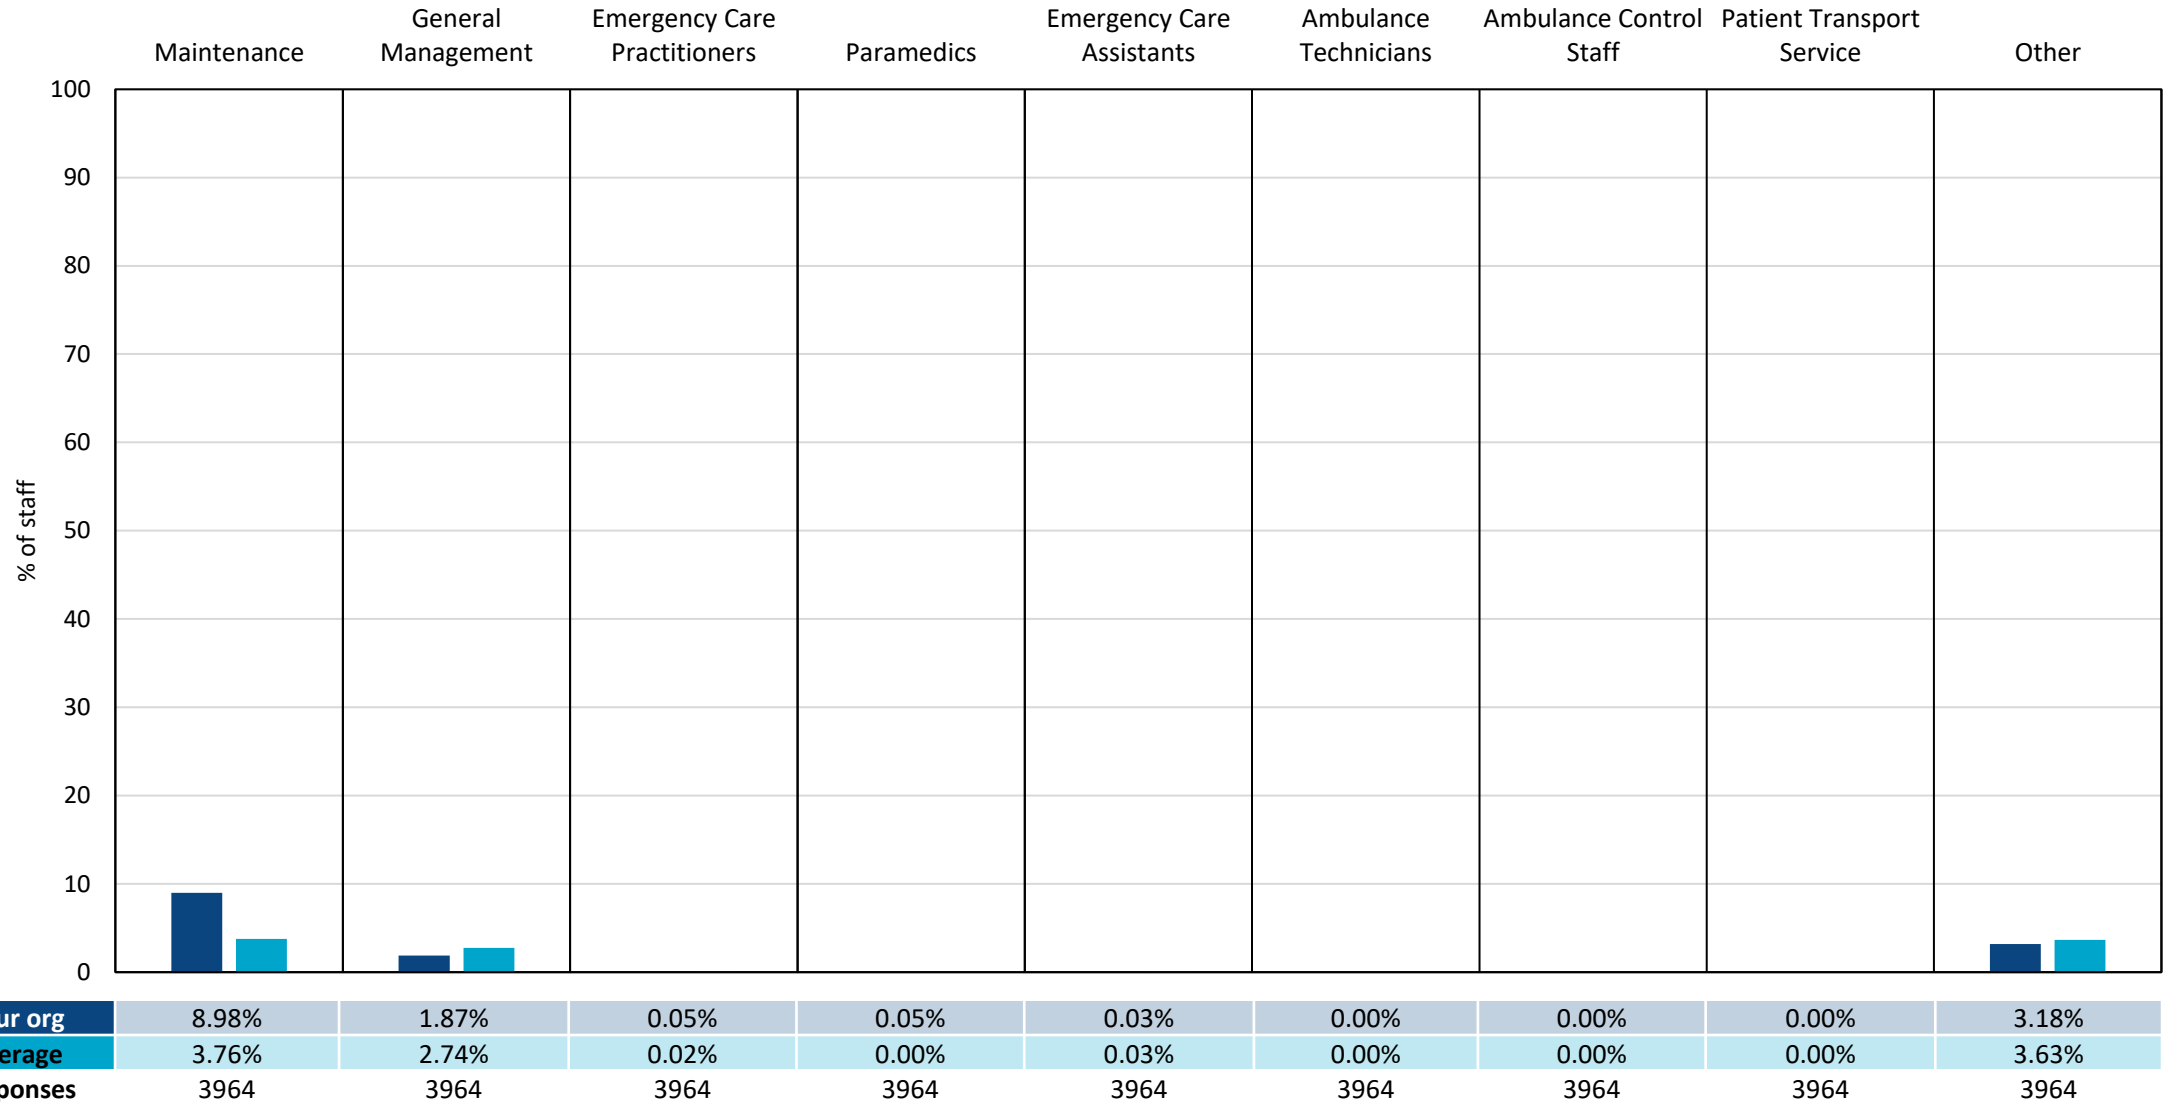 Maintenance
General
Management
Emergency Care
Practitioners
Paramedics
Emergency Care
Assistants
Ambulance
Technicians
Ambulance Control
Staff
Patient Transport
Service
Other
% of staff
100
90
80
70
60
50
40
30
20
10
0
ur org 8.98% 1.87% 0.05% 0.05% 0.03% 0.00% 0.00% 0.00% 3.18%
erage 3.76% 2.74% 0.02% 0.00% 0.03% 0.00% 0.00% 0.00% 3.63%
ponses 3964 3964 3964 3964 3964 3964 3964 3964 3964